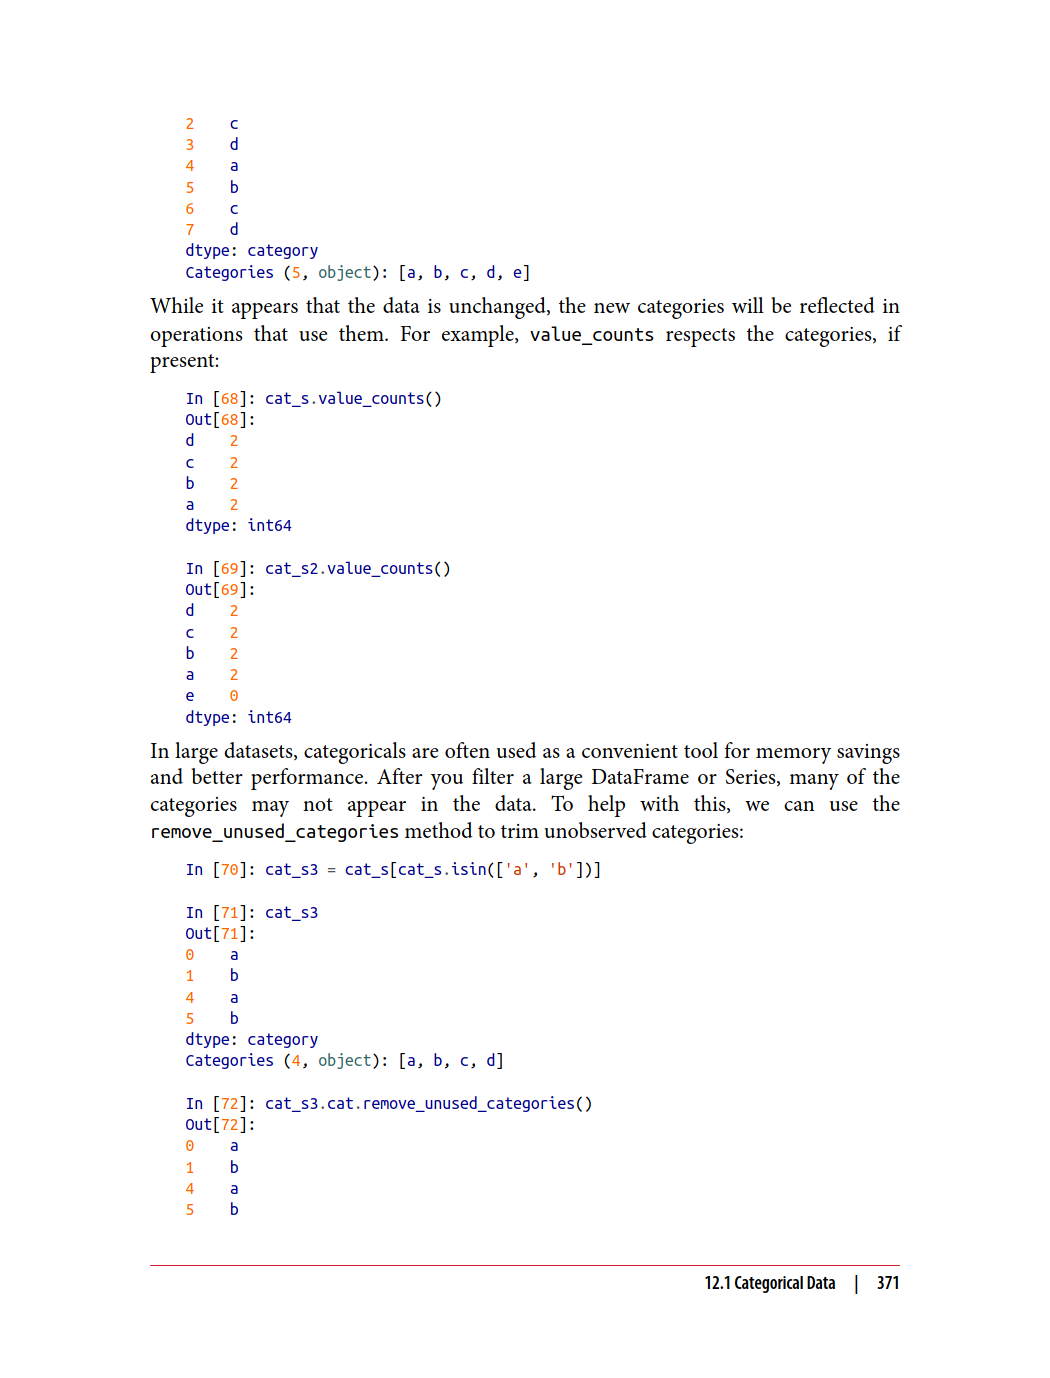 2    c
3    d
4    a
5    b
6    c
7    d
dtype: category
Categories (5, object): [a, b, c, d, e]
While it appears that the data is unchanged, the new categories will be reflected in
operations that use them. For example, value_counts respects the categories, if
present:
In [68]: cat_s.value_counts()
Out[68]:
d    2
c    2
b    2
a    2
dtype: int64
In [69]: cat_s2.value_counts()
Out[69]:
d    2
c    2
b    2
a    2
e    0
dtype: int64
In large datasets, categoricals are often used as a convenient tool for memory savings
and better performance. After you filter a large DataFrame or Series, many of the
categories may not appear in the data. To help with this, we can use the
remove_unused_categories method to trim unobserved categories:
In [70]: cat_s3 = cat_s[cat_s.isin(['a', 'b'])]
In [71]: cat_s3
Out[71]:
0    a
1    b
4    a
5    b
dtype: category
Categories (4, object): [a, b, c, d]
In [72]: cat_s3.cat.remove_unused_categories()
Out[72]:
0    a
1    b
4    a
5    b
12.1 Categorical Data | 371